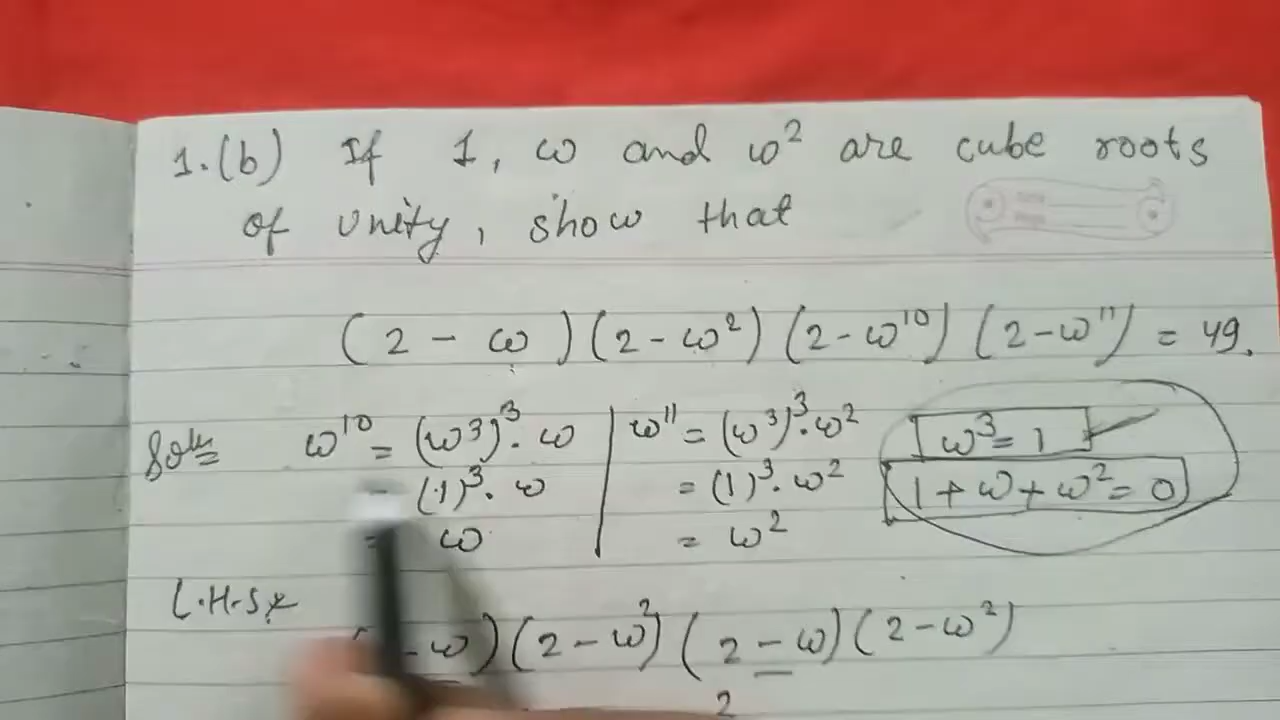 1.(b) If 1, ω and ω² are cube roots
of unity, show that
(2 - ω)(2 - ω²)(2 - ω¹⁰)(2 - ω¹¹) = 49.
Solⁿ ω¹⁰ = (ω³)³. ω | ω¹¹ = (ω³)³. ω² ω³ = 1
= (1)³. ω = (1)³. ω² 1 + ω + ω² = 0
= ω = ω²
L.H.S
- ω)(2 - ω²)(2 - ω)(2 - ω²)
2